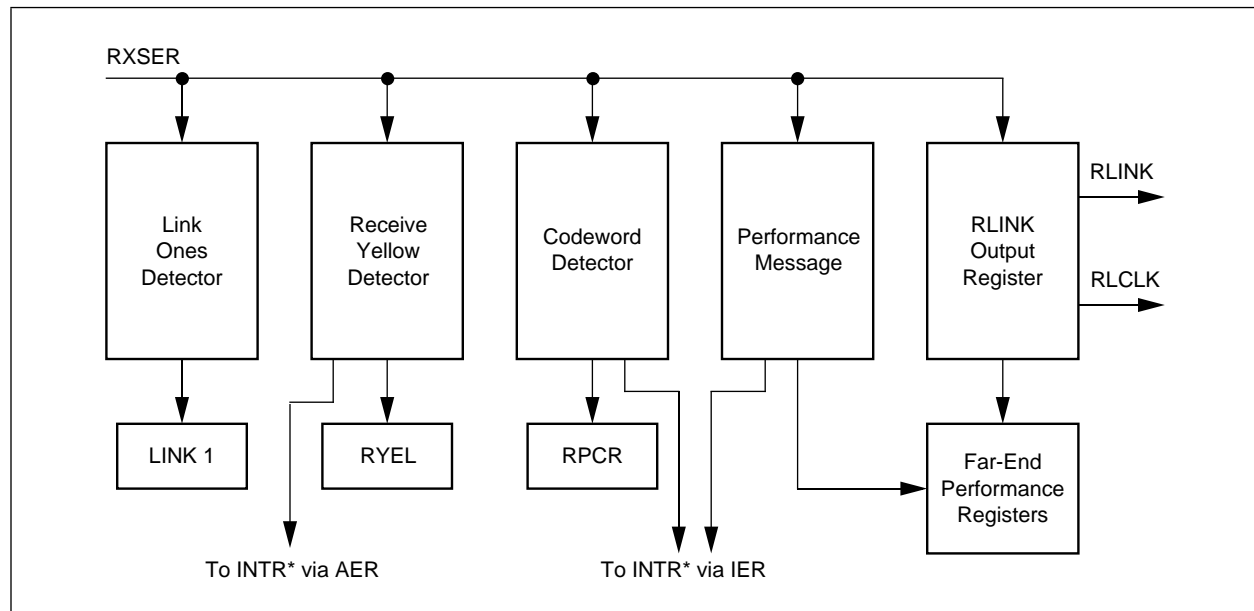 RXSER
Link
Ones
Detector
Receive
Yellow
Detector
Codeword
Detector
Performance
Message
RLINK
Output
Register
RLINK
RLCLK
LINK 1
RYEL
RPCR
Far-End
Performance
Registers
To INTR* via AER
To INTR* via IER